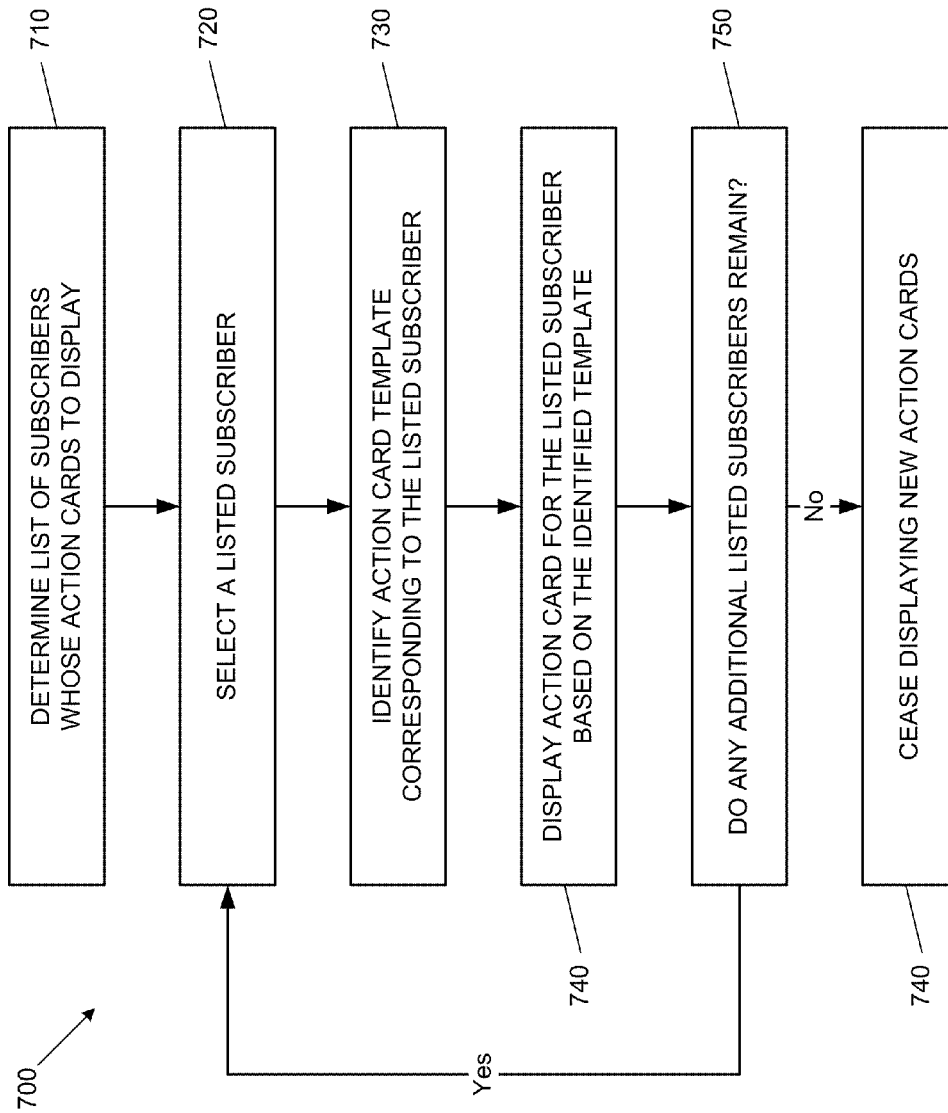 700
DETERMINE LIST OF SUBSCRIBERS
WHOSE ACTION CARDS TO DISPLAY
710
SELECT A LISTED SUBSCRIBER
720
IDENTIFY ACTION CARD TEMPLATE
CORRESPONDING TO THE LISTED SUBSCRIBER
730
DISPLAY ACTION CARD FOR THE LISTED SUBSCRIBER
BASED ON THE IDENTIFIED TEMPLATE
740
DO ANY ADDITIONAL LISTED SUBSCRIBERS REMAIN?
750
Yes
No
CEASE DISPLAYING NEW ACTION CARDS
740